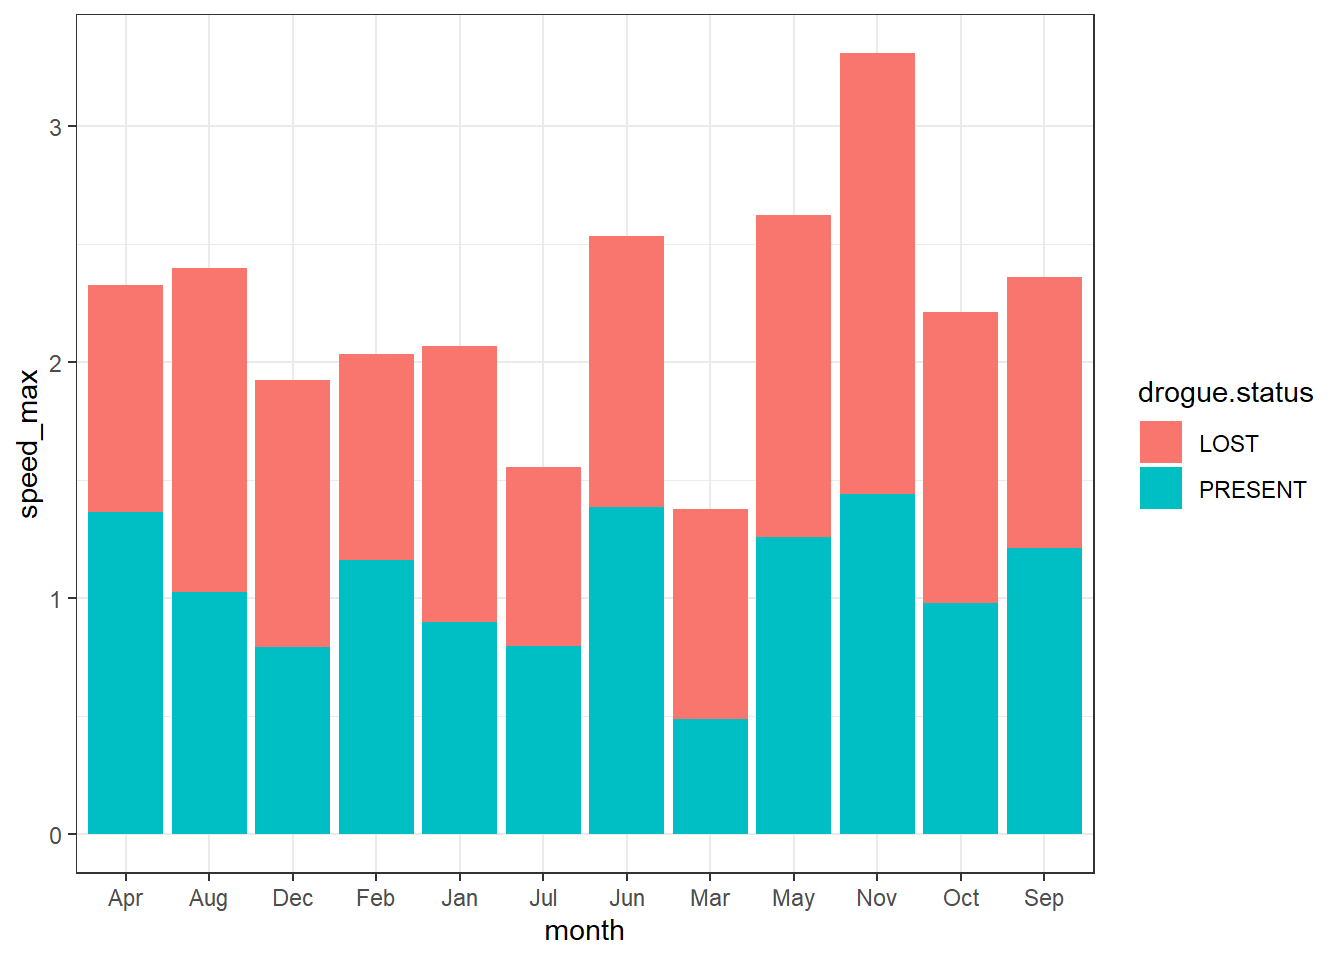 speed_max
3
2
1
0
Apr Aug Dec Feb Jan Jul Jun Mar May Nov Oct Sep
month
drogue.status
LOST
PRESENT